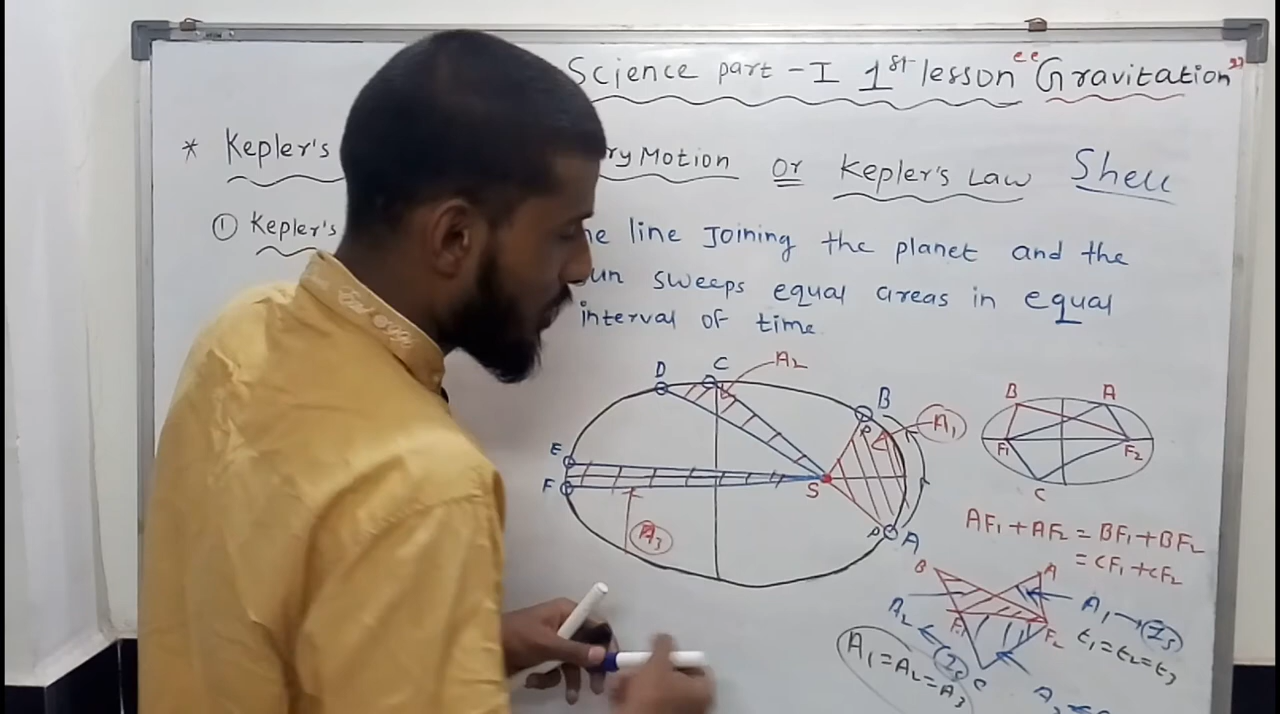 Science part - I 1st lesson "Gravitation"
* Kepler's ry Motion or Kepler's Law Shell
① Kepler's he line Joining the planet and the
un sweeps equal areas in equal
interval of time.
D C A2
B
A1
E
F
S
A3
P A
B A
F1 F2
C
AF1 + AF2 = BF1 + BF2
= CF1 + CF2
B A
A1 → 1s
A2
F1 F2
t1 = t2 = t3
C
A1 = A2 = A3